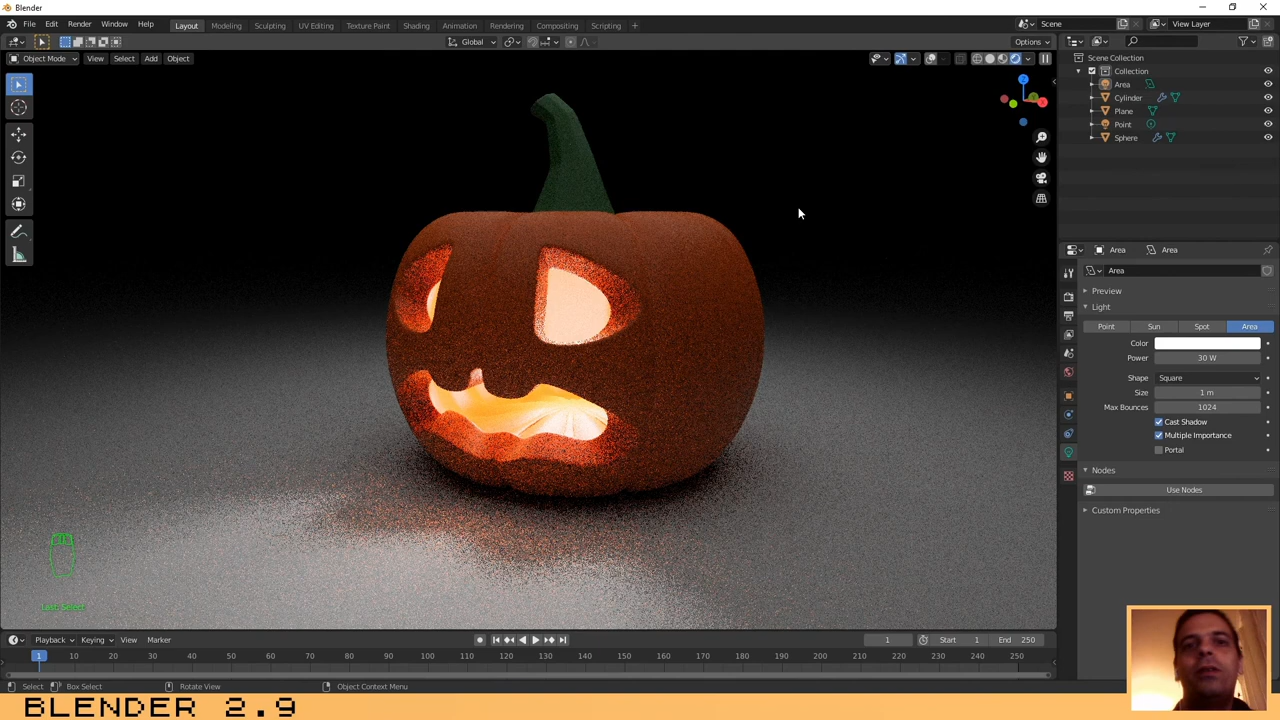 Blender
File Edit Render Window Help Layout Modeling Sculpting UV Editing Texture Paint Shading Animation Rendering Compositing Scripting + Scene View Layer
Global Options
Object Mode View Select Add Object
Scene Collection
Collection
Area
Cylinder
Plane
Point
Sphere
Z
Area Area
Area
Preview
Light
Point Sun Spot Area
Color
Power 30 W
Shape Square
Size 1 m
Max Bounces 1024
Cast Shadow
Multiple Importance
Portal
Nodes
Use Nodes
Custom Properties
Last: Select
Playback Keying View Marker 1 Start 1 End 250
1 10 20 30 40 50 60 70 80 90 100 110 120 130 140 150 160 170 180 190 200 210 220 230 240 250
Select Box Select Rotate View Object Context Menu
BLENDER 2.9